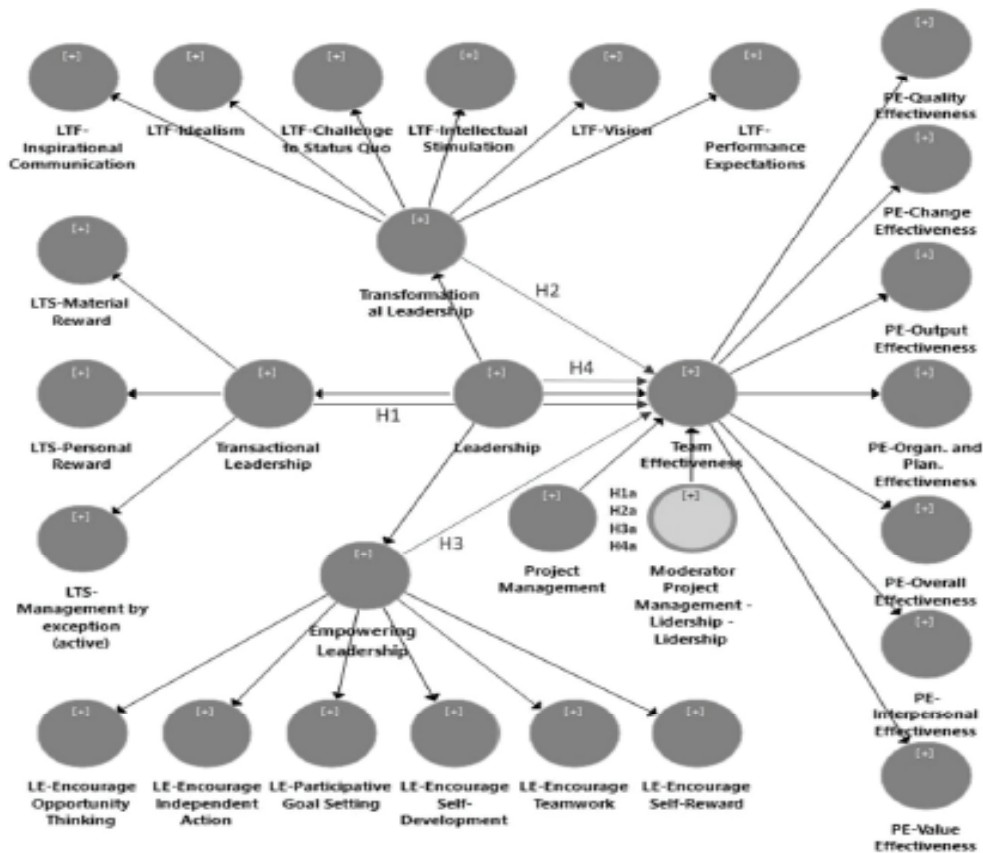 [+]
[+]
[+]
[+]
[+]
[+]
[+]
LTF-
Inspirational
Communication
LTF-Idealism
LTF-Challenge
to Status Quo
LTF-Intellectual
Stimulation
LTF-Vision
LTF-
Performance
Expectations
PE-Quality
Effectiveness
[+]
PE-Change
Effectiveness
[+]
LTS-Material
Reward
[+]
Transformation
al Leadership
H2
[+]
PE-Output
Effectiveness
[+]
LTS-Personal
Reward
[+]
Transactional
Leadership
H1
[+]
Leadership
H4
[+]
Team
Effectiveness
[+]
PE-Organ. and
Plan.
Effectiveness
[+]
LTS-
Management by
exception
(active)
[+]
Empowering
Leadership
H3
[+]
Project
Management
H1a
H2a
H3a
H4a
[+]
Moderator
Project
Management -
Lidership -
Lidership
[+]
PE-Overall
Effectiveness
[+]
PE-
Interpersonal
Effectiveness
[+]
LE-Encourage
Opportunity
Thinking
[+]
LE-Encourage
Independent
Action
[+]
LE-Participative
Goal Setting
[+]
LE-Encourage
Self-
Development
[+]
LE-Encourage
Teamwork
[+]
LE-Encourage
Self-Reward
[+]
PE-Value
Effectiveness